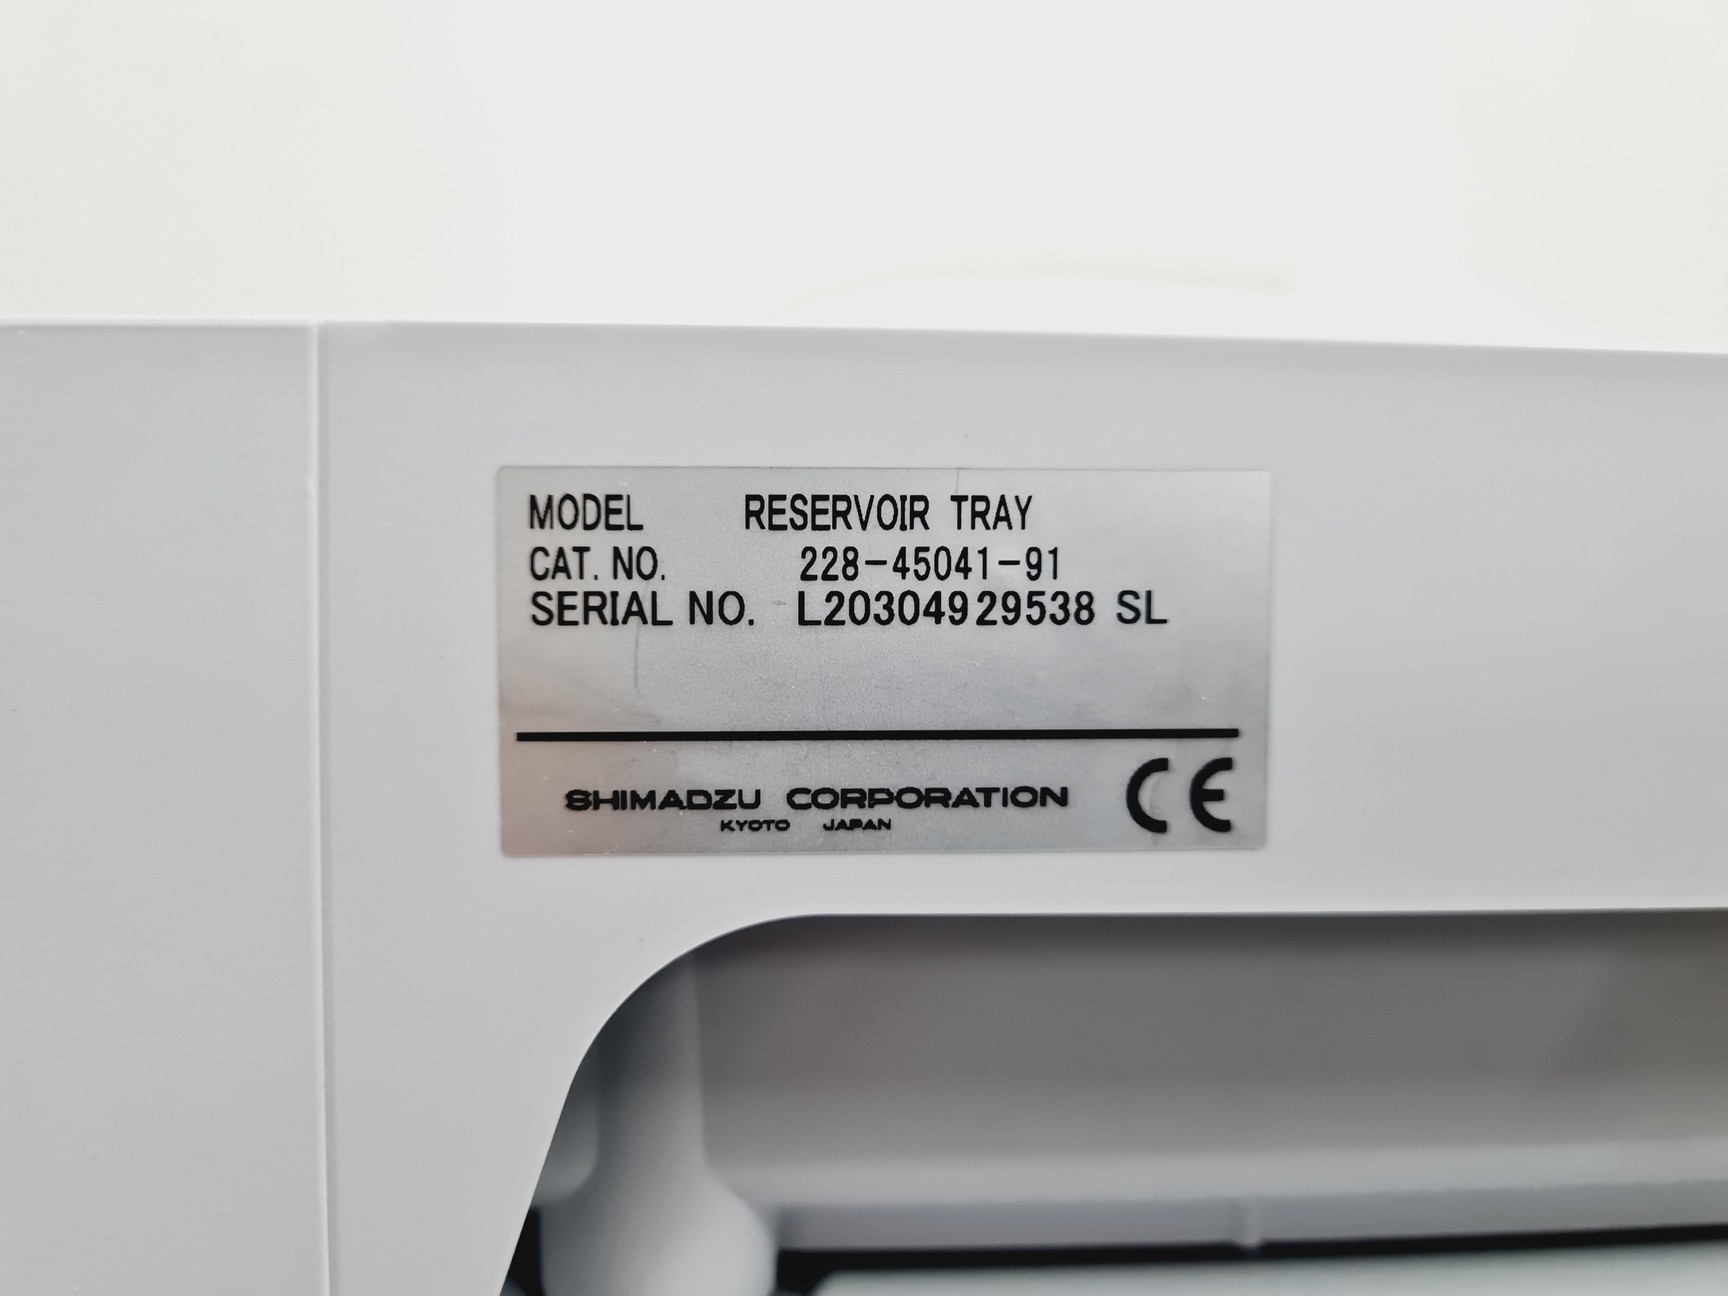 MODEL RESERVOIR TRAY
CAT. NO. 228-45041-91
SERIAL NO. L20304929538 SL
SHIMADZU CORPORATION
KYOTO JAPAN
CE